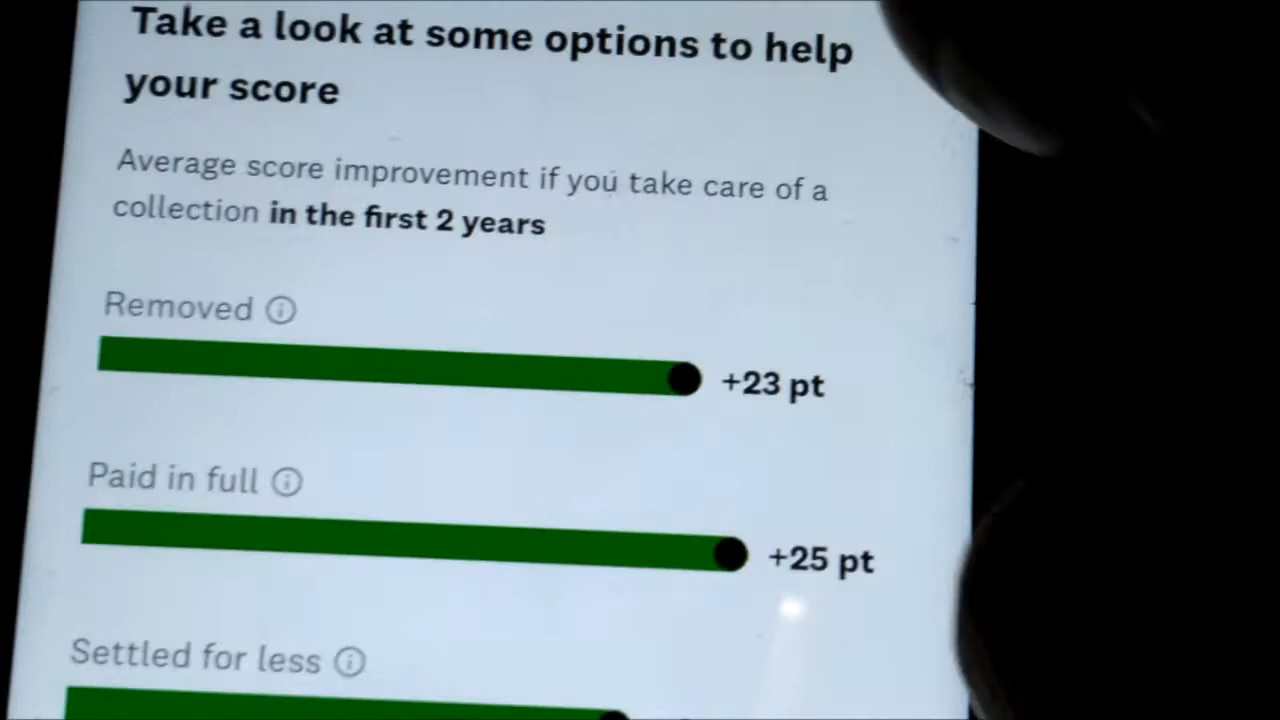 Take a look at some options to help
your score
Average score improvement if you take care of a
collection in the first 2 years
Removed
+23 pt
Paid in full
+25 pt
Settled for less